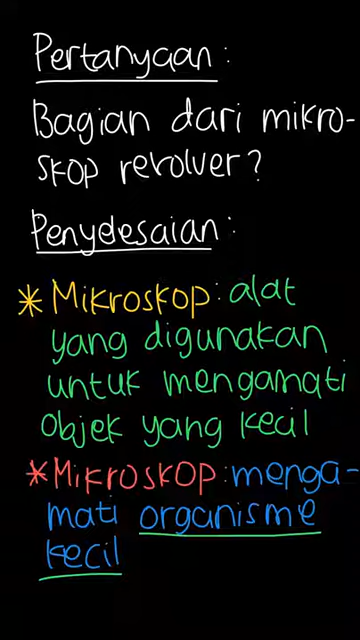 Pertanyaan:
Bagian dari mikro-
skop revolver?
Penyelesaian:
* Mikroskop: alat
yang digunakan
untuk mengamati
objek yang kecil
* Mikroskop: menga-
mati organisme
kecil